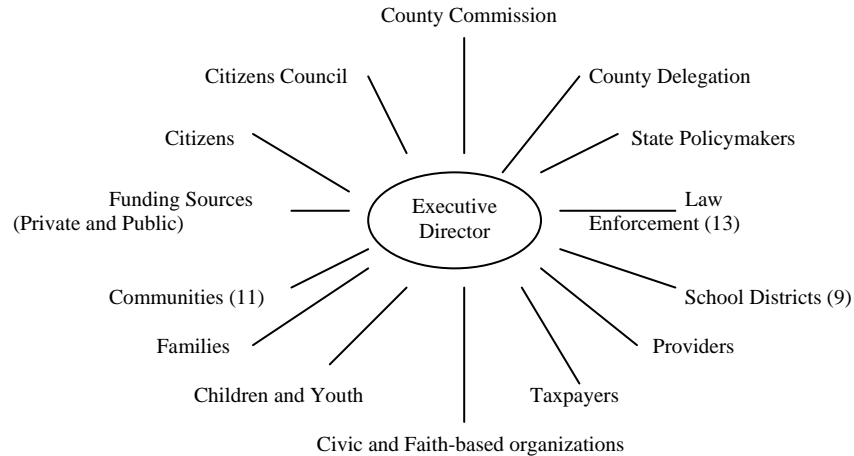 County Commission
Citizens Council
County Delegation
Citizens
State Policymakers
Funding Sources
(Private and Public)
Executive
Director
Law
Enforcement (13)
Communities (11)
School Districts (9)
Families
Providers
Children and Youth
Taxpayers
Civic and Faith-based organizations